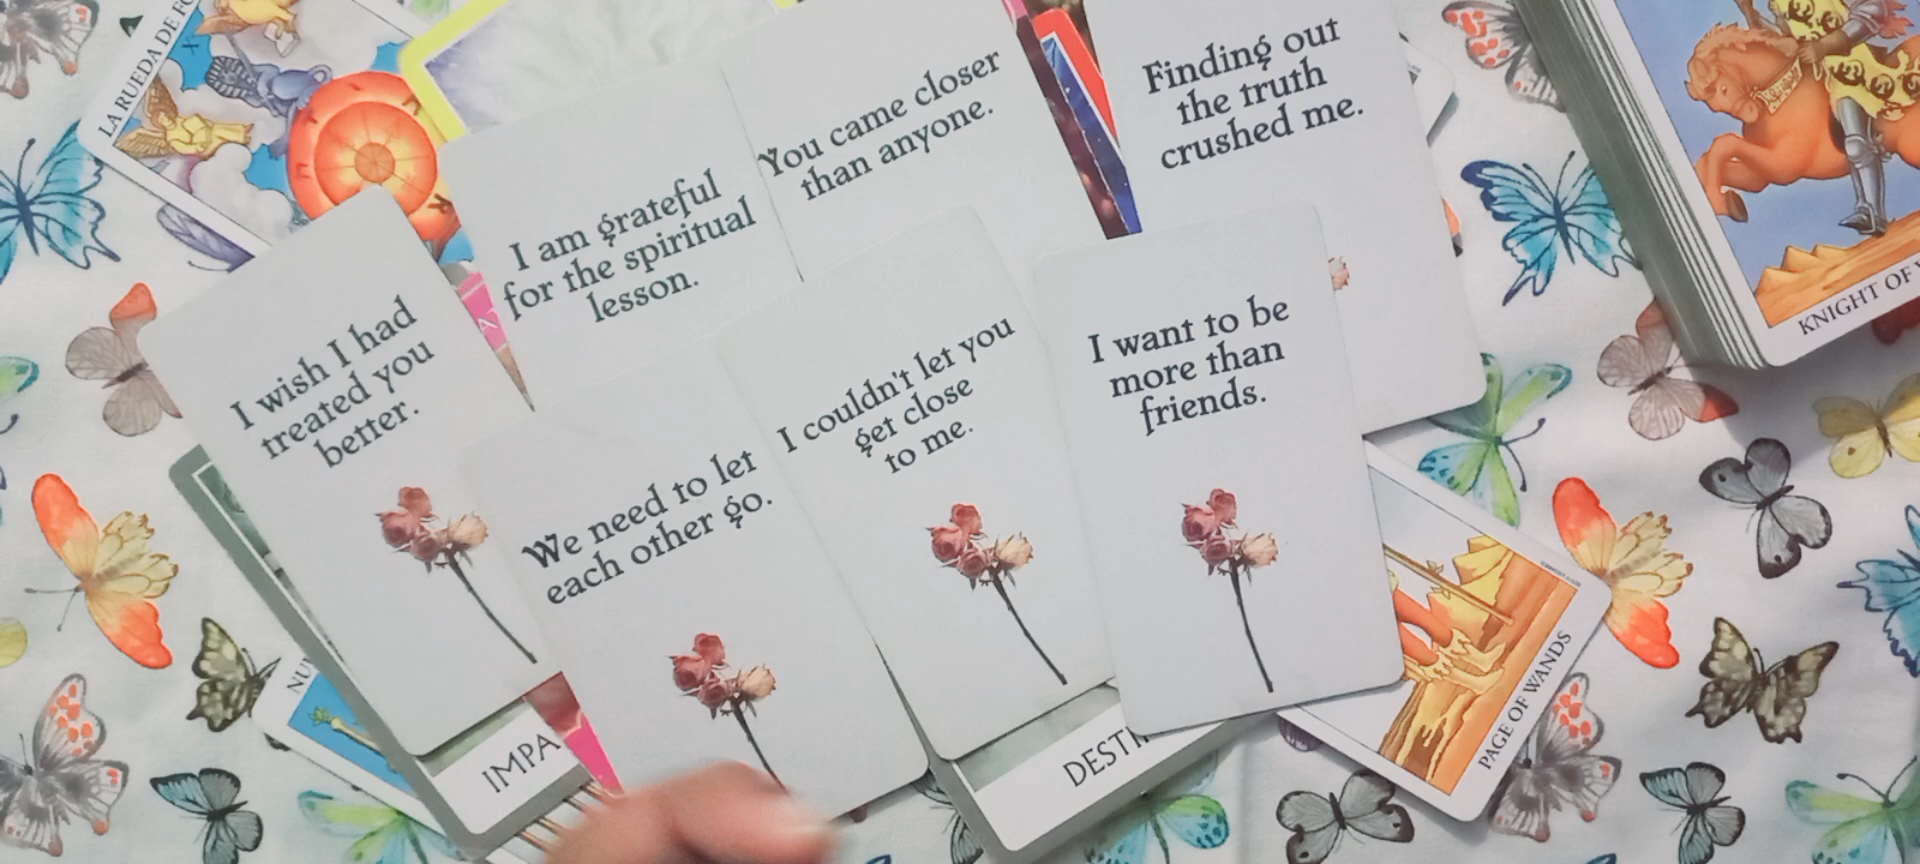 LA RUEDA DE
X
You came closer
than anyone.
Finding out
the truth
crushed me.
I am grateful
for the spiritual
lesson.
I wish I had
treated you
better.
We need to let
each other go.
I couldn't let you
get close
to me.
I want to be
more than
friends.
KNIGHT OF
IMPA
DESTI
PAGE OF WANDS